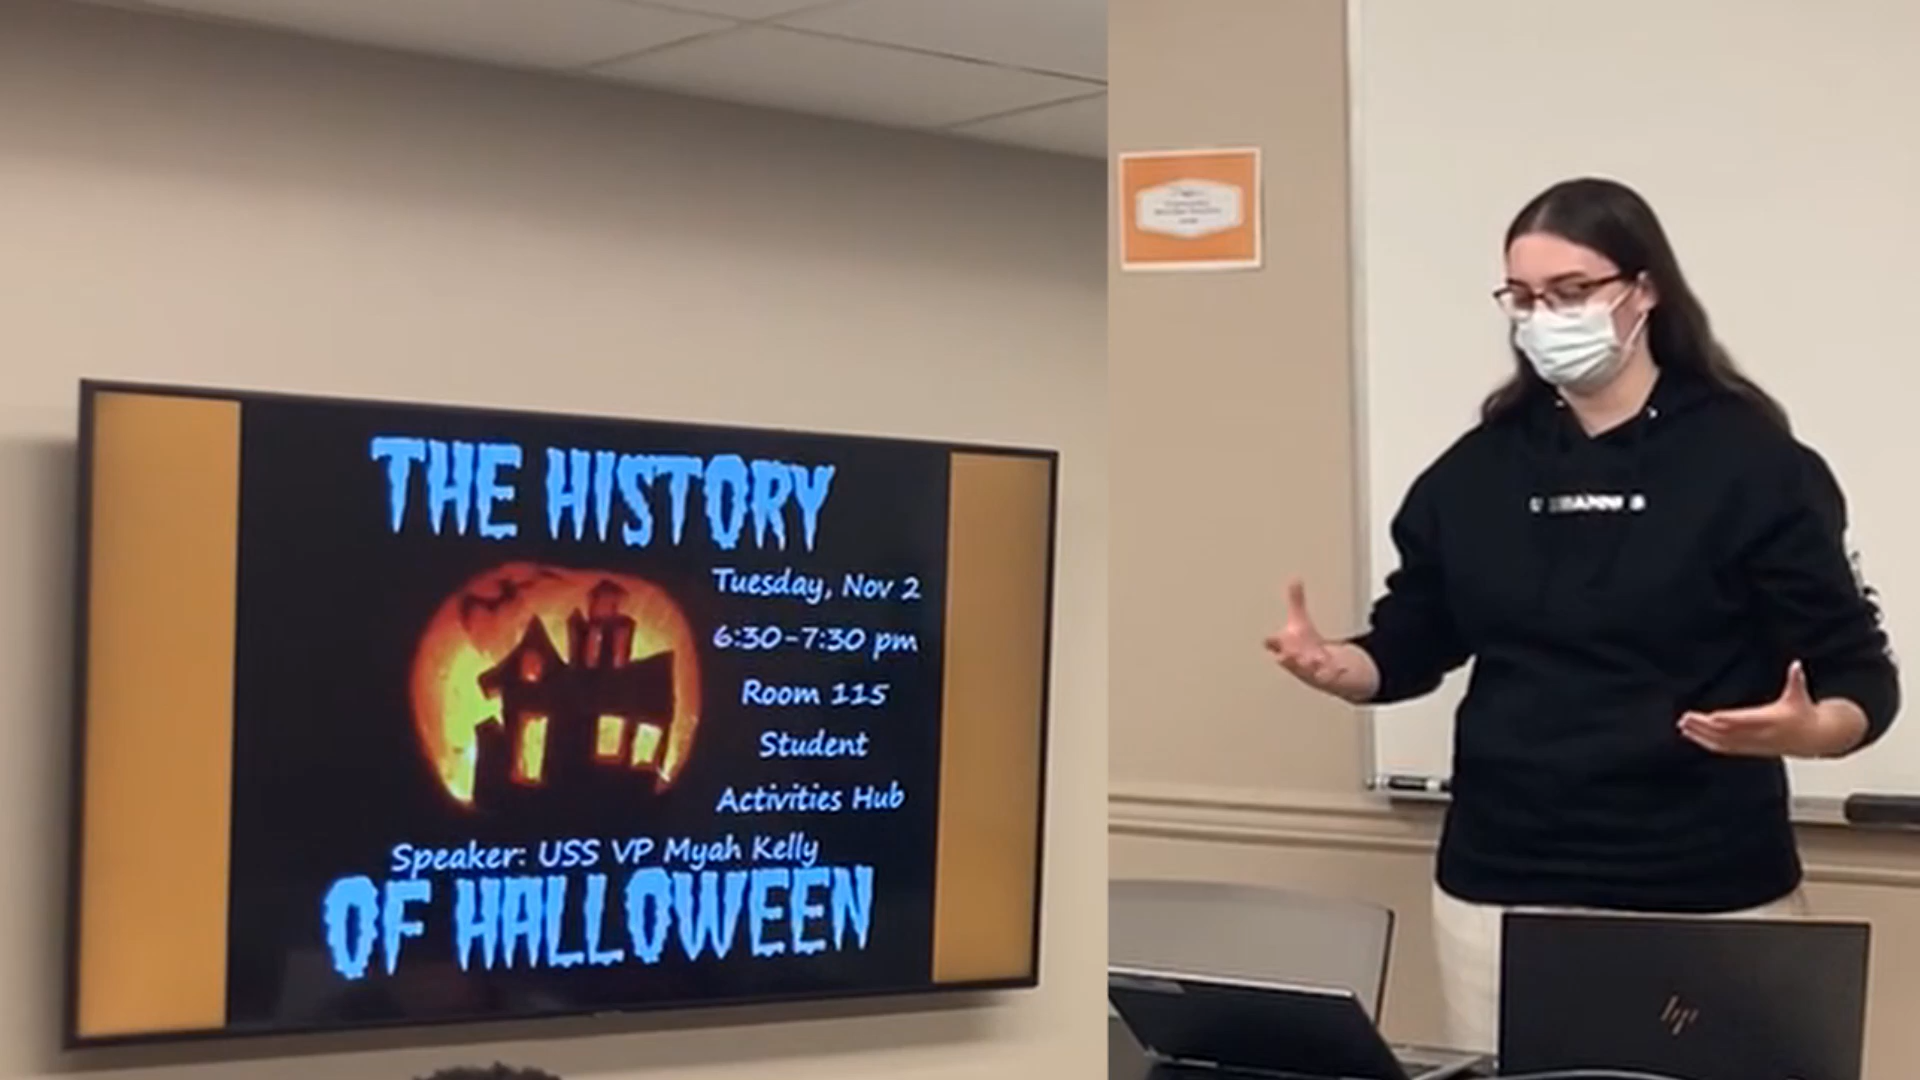 THE HISTORY
Tuesday, Nov 2
6:30-7:30 pm
Room 115
Student
Activities Hub
Speaker: USS VP Myah Kelly
OF HALLOWEEN
hp